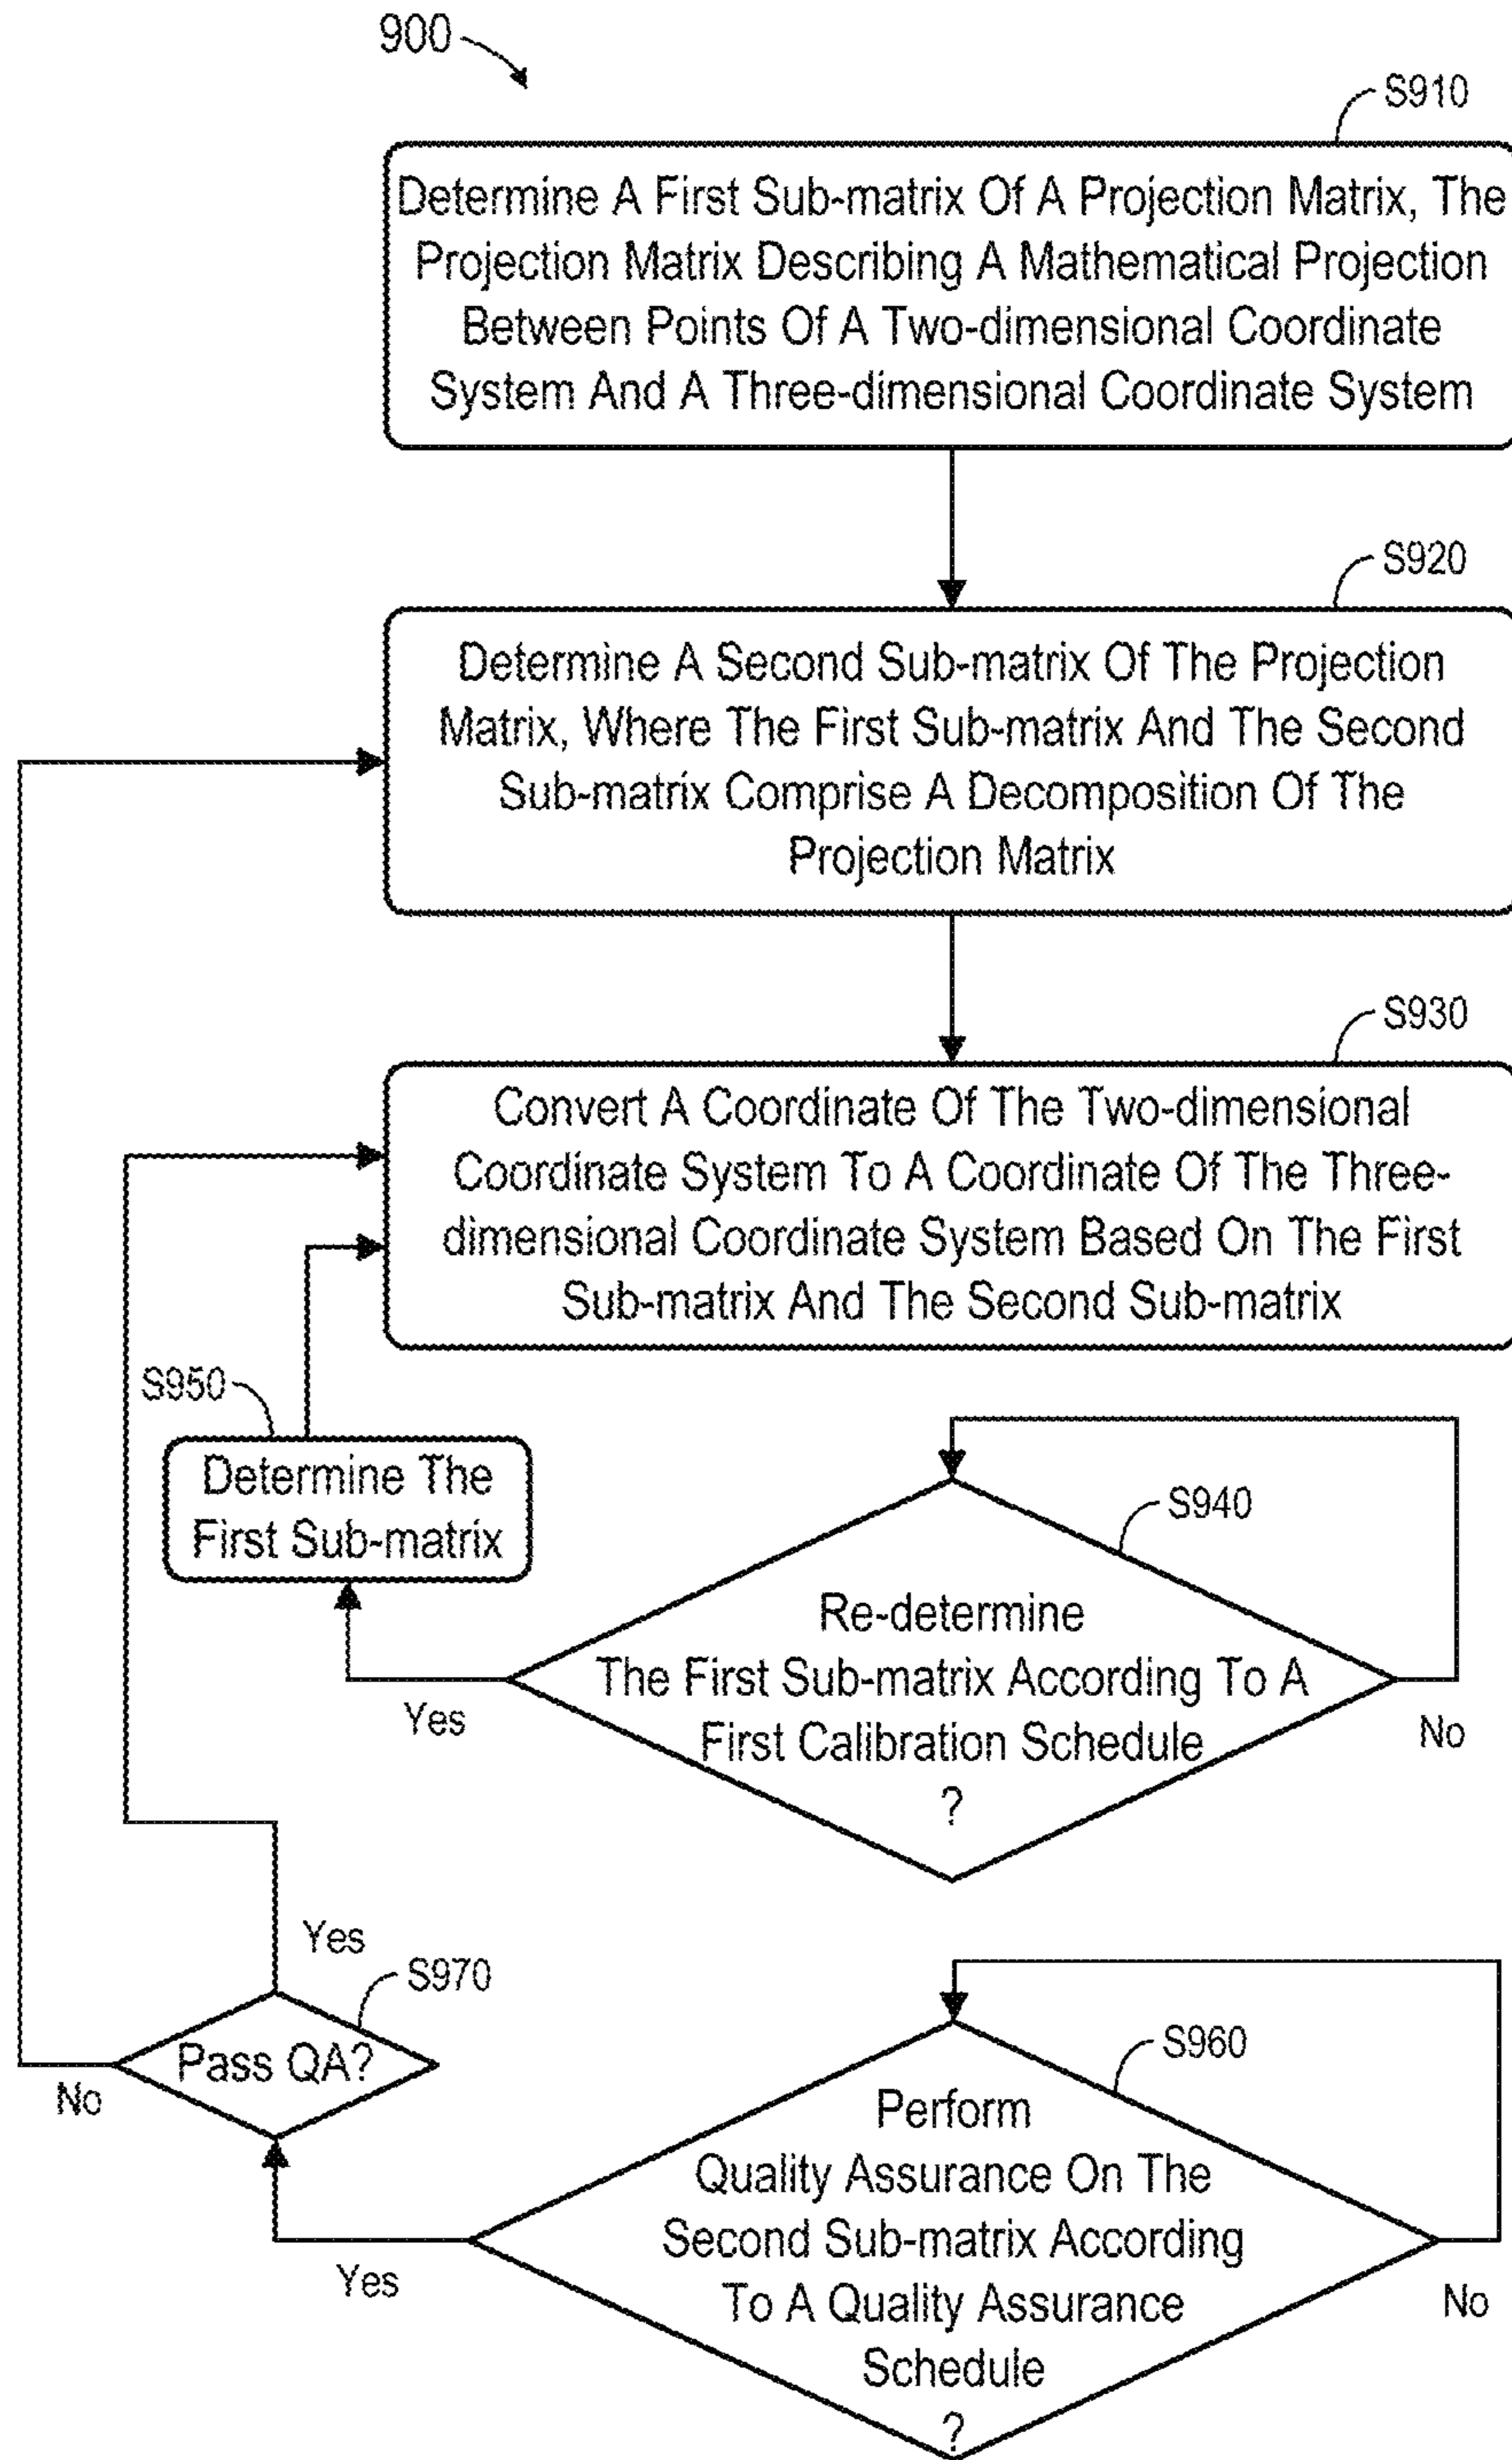 900
S910
Determine A First Sub-matrix Of A Projection Matrix, The
Projection Matrix Describing A Mathematical Projection
Between Points Of A Two-dimensional Coordinate
System And A Three-dimensional Coordinate System
S920
Determine A Second Sub-matrix Of The Projection
Matrix, Where The First Sub-matrix And The Second
Sub-matrix Comprise A Decomposition Of The
Projection Matrix
S930
Convert A Coordinate Of The Two-dimensional
Coordinate System To A Coordinate Of The Three-
dimensional Coordinate System Based On The First
Sub-matrix And The Second Sub-matrix
S950
Determine The
First Sub-matrix
S940
Re-determine
The First Sub-matrix According To A
First Calibration Schedule
?
Yes
No
Yes
S970
Pass QA?
No
S960
Perform
Quality Assurance On The
Second Sub-matrix According
To A Quality Assurance
Schedule
?
Yes
No